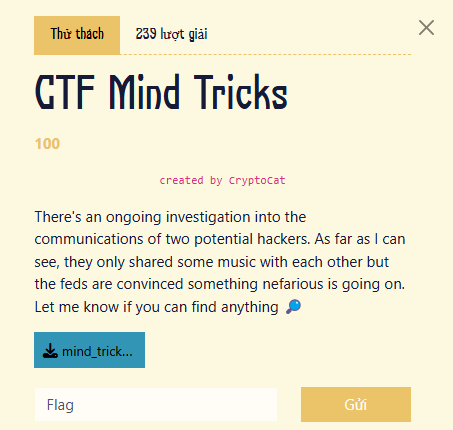 Thử thách 239 lượt giải
CTF Mind Tricks
100
created by CryptoCat
There's an ongoing investigation into the
communications of two potential hackers. As far as I can
see, they only shared some music with each other but
the feds are convinced something nefarious is going on.
Let me know if you can find anything 🔎
mind_trick...
Flag Gửi